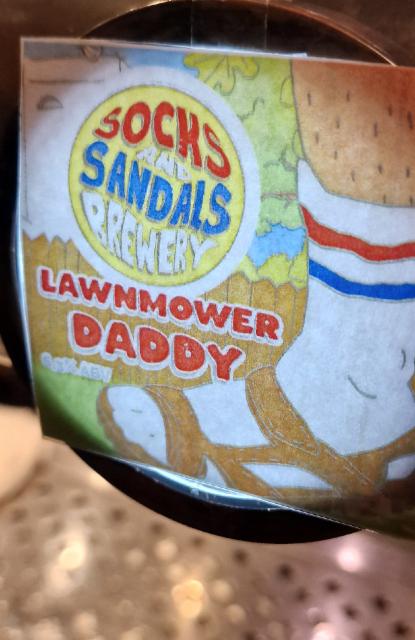 SOCKS
AND
SANDALS
BREWERY
LAWNMOWER
DADDY